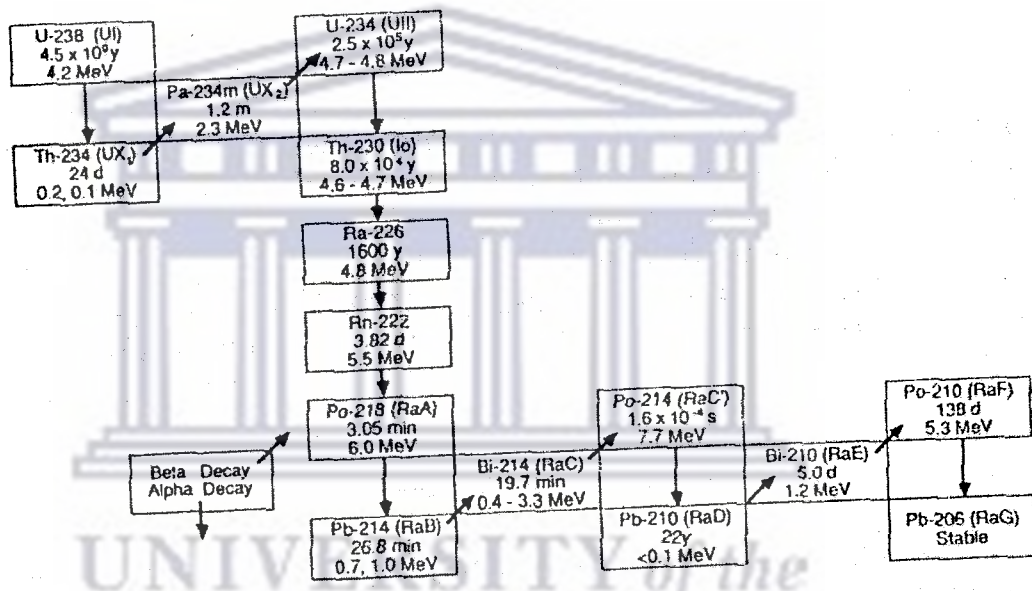 U-238 (UI)
4.5 x 10⁹y
4.2 MeV
Pa-234m (UX₂)
1.2 m
2.3 MeV
U-234 (UII)
2.5 x 10⁵y
4.7 - 4.8 MeV
Th-234 (UX₁)
24 d
0.2, 0.1 MeV
Th-230 (Io)
8.0 x 10⁴ y
4.6 - 4.7 MeV
Ra-226
1600 y
4.8 MeV
Rn-222
3.82 d
5.5 MeV
Po-218 (RaA)
3.05 min
6.0 MeV
Po-214 (RaC')
1.6 x 10⁻⁴ s
7.7 MeV
Po-210 (RaF)
138 d
5.3 MeV
Beta Decay
Alpha Decay
Bi-214 (RaC)
19.7 min
0.4 - 3.3 MeV
Bi-210 (RaE)
5.0 d
1.2 MeV
Pb-214 (RaB)
26.8 min
0.7, 1.0 MeV
Pb-210 (RaD)
22y
<0.1 MeV
Pb-206 (RaG)
Stable
UNIVERSITY of the